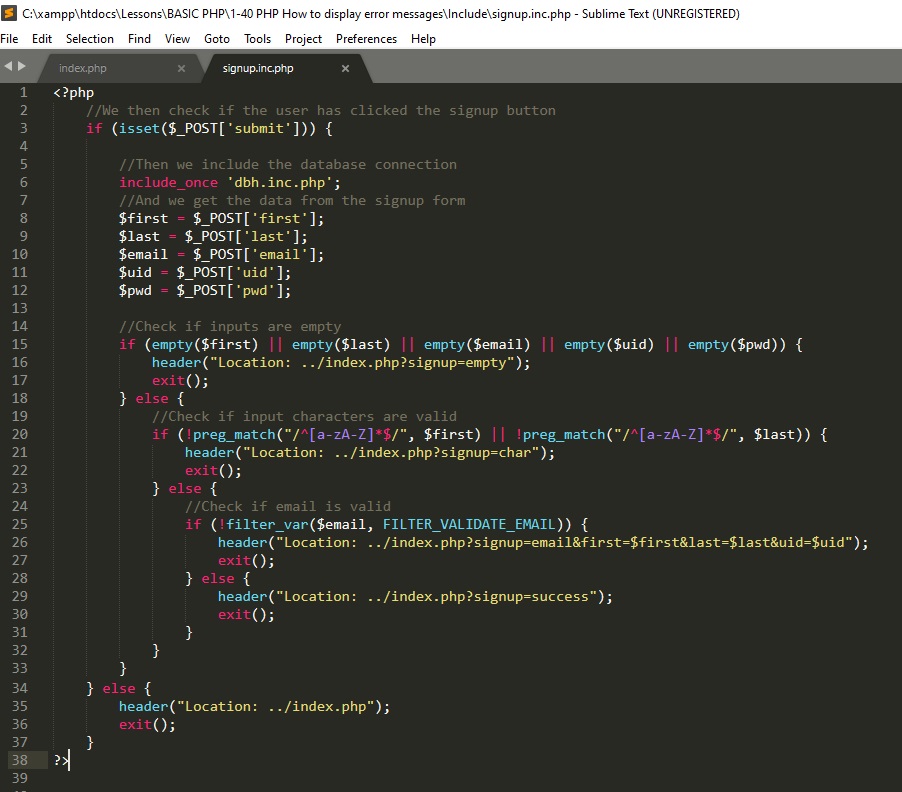 C:\xampp\htdocs\Lessons\BASIC PHP\1-40 PHP How to display error messages\Include\signup.inc.php - Sublime Text (UNREGISTERED)
File Edit Selection Find View Goto Tools Project Preferences Help
index.php × signup.inc.php ×
1 <?php
2     //We then check if the user has clicked the signup button
3     if (isset($_POST['submit'])) {
4
5         //Then we include the database connection
6         include_once 'dbh.inc.php';
7         //And we get the data from the signup form
8         $first = $_POST['first'];
9         $last = $_POST['last'];
10         $email = $_POST['email'];
11         $uid = $_POST['uid'];
12         $pwd = $_POST['pwd'];
13
14         //Check if inputs are empty
15         if (empty($first) || empty($last) || empty($email) || empty($uid) || empty($pwd)) {
16             header("Location: ../index.php?signup=empty");
17             exit();
18         } else {
19             //Check if input characters are valid
20             if (!preg_match("/^[a-zA-Z]*$/", $first) || !preg_match("/^[a-zA-Z]*$/", $last)) {
21                 header("Location: ../index.php?signup=char");
22                 exit();
23             } else {
24                 //Check if email is valid
25                 if (!filter_var($email, FILTER_VALIDATE_EMAIL)) {
26                     header("Location: ../index.php?signup=email&first=$first&last=$last&uid=$uid");
27                     exit();
28                 } else {
29                     header("Location: ../index.php?signup=success");
30                     exit();
31                 }
32             }
33         }
34     } else {
35         header("Location: ../index.php");
36         exit();
37     }
38 ?>
39